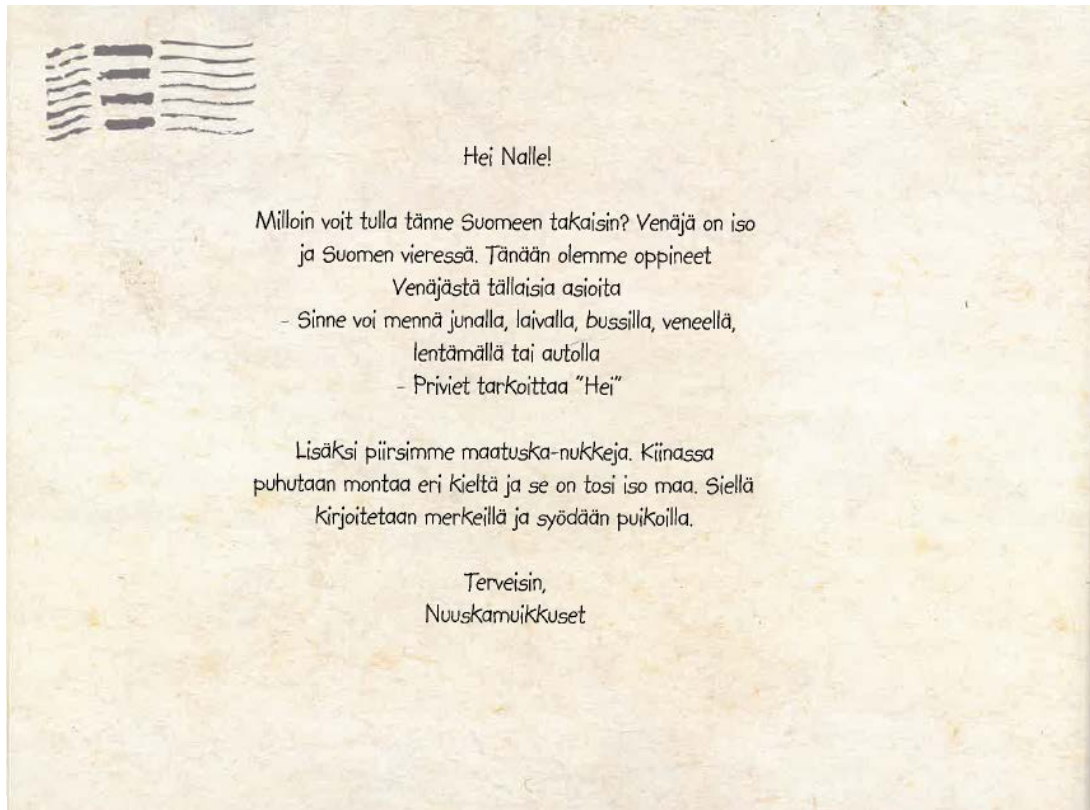 Hei Nalle!
Milloin voit tulla tänne Suomeen takaisin? Venäjä on iso
ja Suomen vieressä. Tänään olemme oppineet
Venäjästä tällaisia asioita
- Sinne voi mennä junalla, laivalla, bussilla, veneellä,
lentämällä tai autolla
- Priviet tarkoittaa "Hei"
Lisäksi piirsimme maatuska-nukkeja. Kiinassa
puhutaan montaa eri kieltä ja se on tosi iso maa. Siellä
kirjoitetaan merkeillä ja syödään puikoilla.
Terveisin,
Nuuskamuikkuset